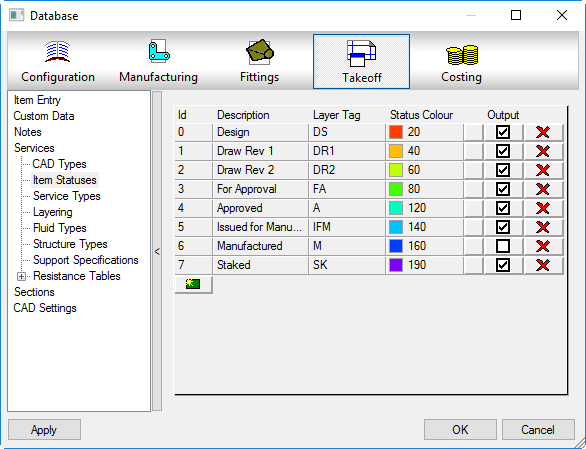 Database
Configuration Manufacturing Fittings Takeoff Costing
Item Entry
Custom Data
Notes
Services
CAD Types
Item Statuses
Service Types
Layering
Fluid Types
Structure Types
Support Specifications
Resistance Tables
Sections
CAD Settings
<
Id Description Layer Tag Status Colour Output
0 Design DS 20
1 Draw Rev 1 DR1 40
2 Draw Rev 2 DR2 60
3 For Approval FA 80
4 Approved A 120
5 Issued for Manu... IFM 140
6 Manufactured M 160
7 Staked SK 190
Apply OK Cancel